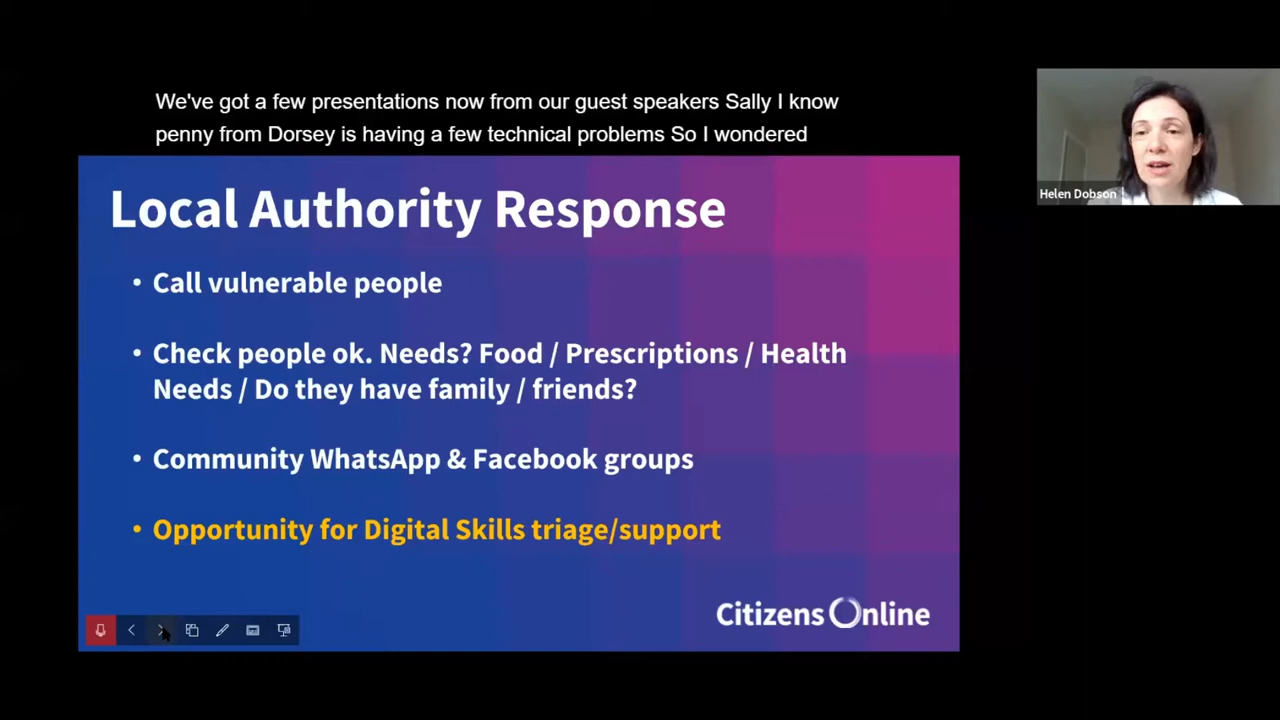 We've got a few presentations now from our guest speakers Sally I know
penny from Dorsey is having a few technical problems So I wondered
Helen Dobson
Local Authority Response
• Call vulnerable people
• Check people ok. Needs? Food / Prescriptions / Health
Needs / Do they have family / friends?
• Community WhatsApp & Facebook groups
• Opportunity for Digital Skills triage/support
Citizens Online